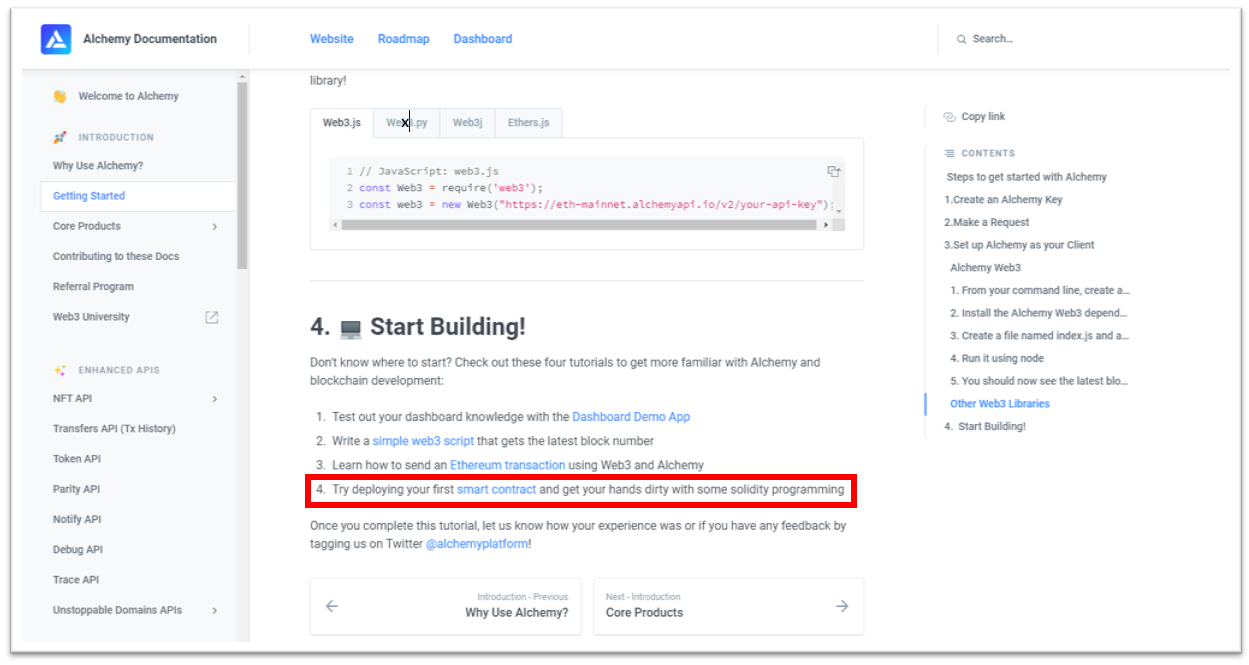 Alchemy Documentation
Website
Roadmap
Dashboard
Search...
Welcome to Alchemy
INTRODUCTION
Why Use Alchemy?
Getting Started
Core Products
Contributing to these Docs
Referral Program
Web3 University
ENHANCED APIS
NFT API
Transfers API (Tx History)
Token API
Parity API
Notify API
Debug API
Trace API
Unstoppable Domains APIs
library!
Web3.js
Web3.py
Web3j
Ethers.js
1 // JavaScript: web3.js
2 const Web3 = require('web3');
3 const web3 = new Web3("https://eth-mainnet.alchemyapi.io/v2/your-api-key");
4. Start Building!
Don't know where to start? Check out these four tutorials to get more familiar with Alchemy and
blockchain development:
1. Test out your dashboard knowledge with the Dashboard Demo App
2. Write a simple web3 script that gets the latest block number
3. Learn how to send an Ethereum transaction using Web3 and Alchemy
4. Try deploying your first smart contract and get your hands dirty with some solidity programming
Once you complete this tutorial, let us know how your experience was or if you have any feedback by
tagging us on Twitter @alchemyplatform!
Introduction - Previous
Why Use Alchemy?
Next - Introduction
Core Products
Copy link
CONTENTS
Steps to get started with Alchemy
1.Create an Alchemy Key
2.Make a Request
3.Set up Alchemy as your Client
Alchemy Web3
1. From your command line, create a...
2. Install the Alchemy Web3 depend...
3. Create a file named index.js and a...
4. Run it using node
5. You should now see the latest blo...
Other Web3 Libraries
4. Start Building!